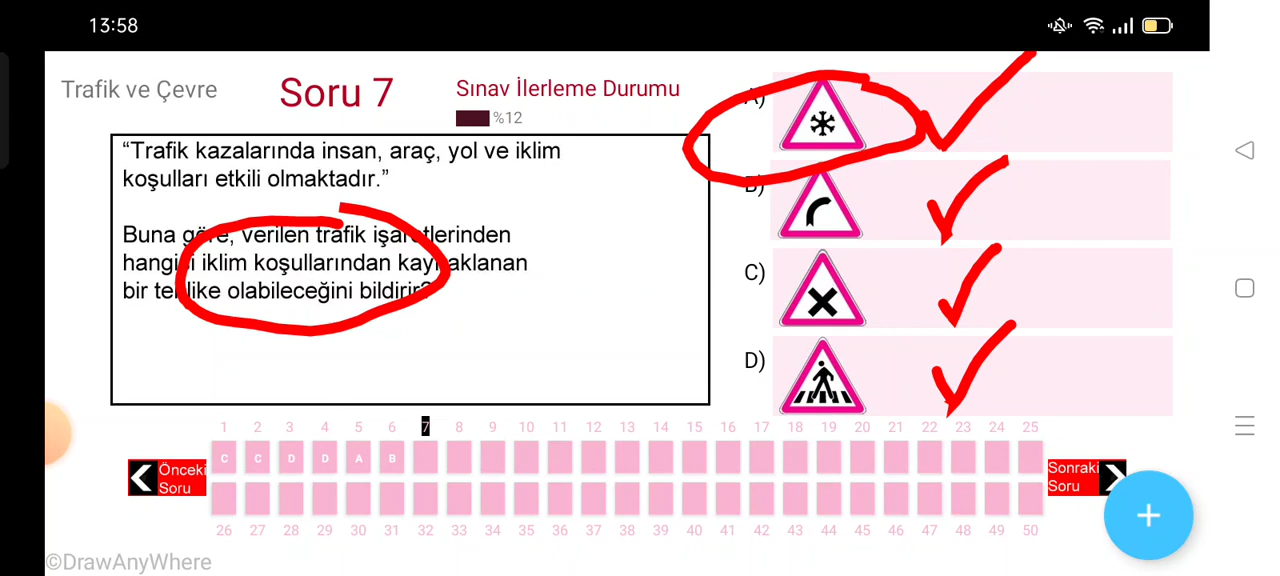 13:58
Trafik ve Çevre
Soru 7
Sınav İlerleme Durumu
%12
“Trafik kazalarında insan, araç, yol ve iklim
koşulları etkili olmaktadır.”
Buna göre, verilen trafik işaretlerinden
hangisi iklim koşullarından kaynaklanan
bir tehlike olabileceğini bildirir?
A)
B)
C)
D)
1 2 3 4 5 6 7 8 9 10 11 12 13 14 15 16 17 18 19 20 21 22 23 24 25
C C D D A B
Önceki
Soru
Sonraki
Soru
26 27 28 29 30 31 32 33 34 35 36 37 38 39 40 41 42 43 44 45 46 47 48 49 50
©DrawAnyWhere